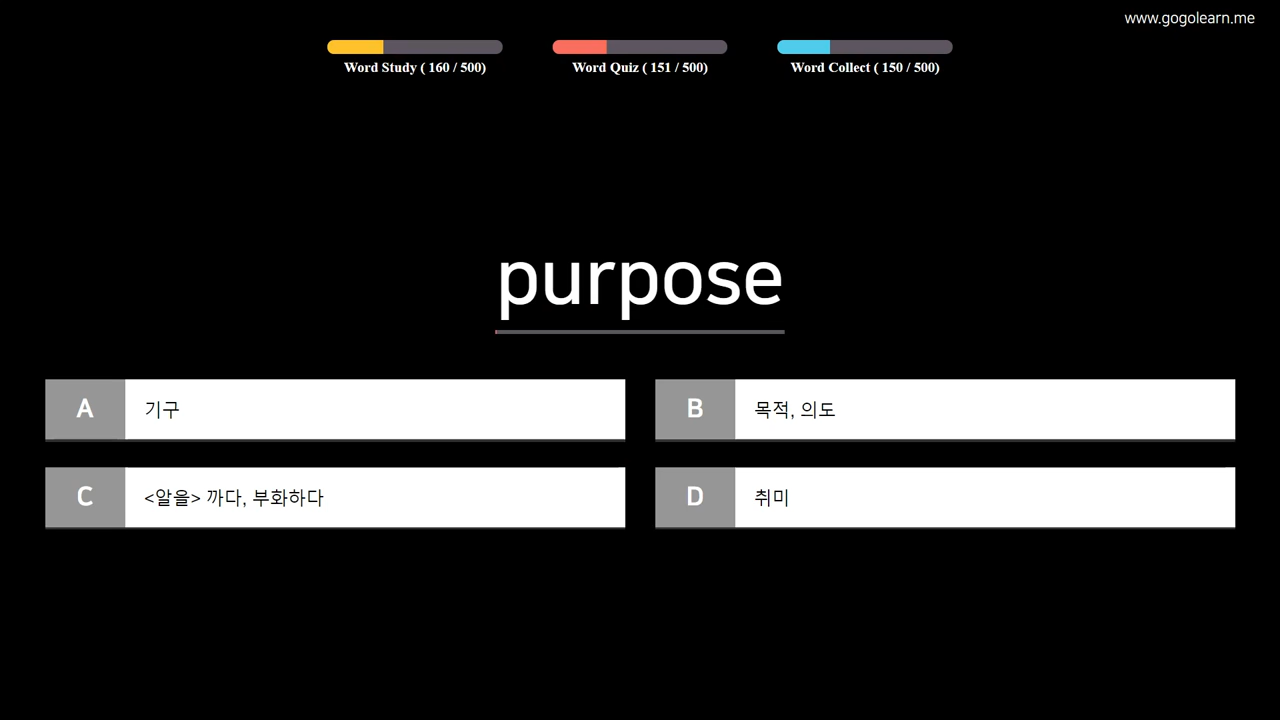 www.gogolearn.me
Word Study ( 160 / 500)
Word Quiz ( 151 / 500)
Word Collect ( 150 / 500)
purpose
A 기구
B 목적, 의도
C <알을> 까다, 부화하다
D 취미